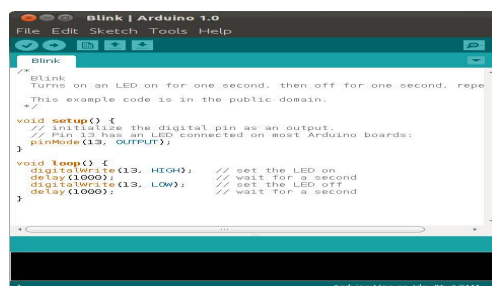 Blink | Arduino 1.0
File Edit Sketch Tools Help
Blink
/*
  Blink
  Turns on an LED on for one second, then off for one second, repe

  This example code is in the public domain.
 */

void setup() {
  // initialize the digital pin as an output.
  // Pin 13 has an LED connected on most Arduino boards:
  pinMode(13, OUTPUT);
}

void loop() {
  digitalWrite(13, HIGH);   // set the LED on
  delay(1000);              // wait for a second
  digitalWrite(13, LOW);    // set the LED off
  delay(1000);              // wait for a second
}